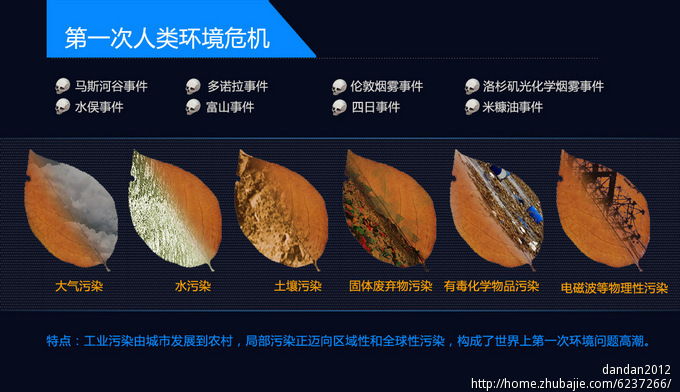 第一次人类环境危机
马斯河谷事件 多诺拉事件 伦敦烟雾事件 洛杉矶光化学烟雾事件
水俣事件 富山事件 四日事件 米糠油事件
大气污染 水污染 土壤污染 固体废弃物污染 有毒化学物品污染 电磁波等物理性污染
特点：工业污染由城市发展到农村，局部污染正迈向区域性和全球性污染，构成了世界上第一次环境问题高潮。
dandan2012
http://home.zhubajie.com/6237266/